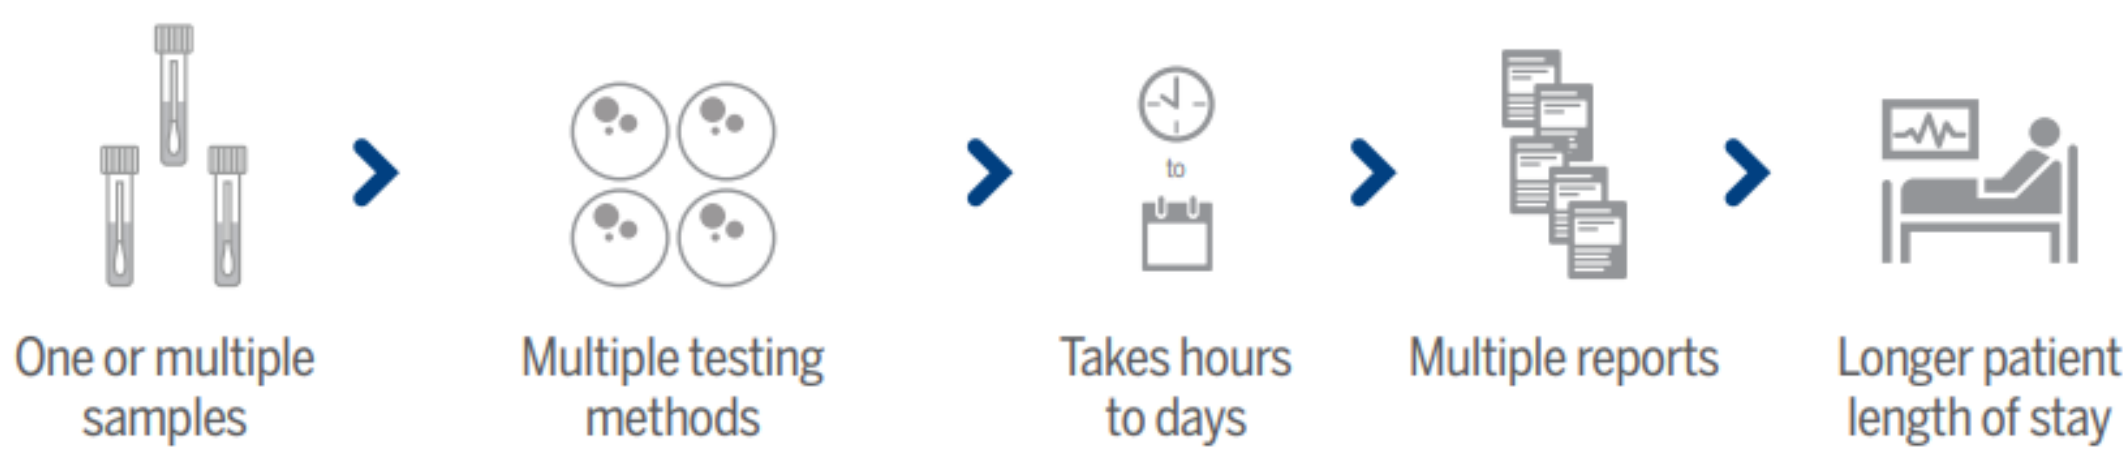 to
One or multiple
samples
Multiple testing
methods
Takes hours
to days
Multiple reports
Longer patient
length of stay